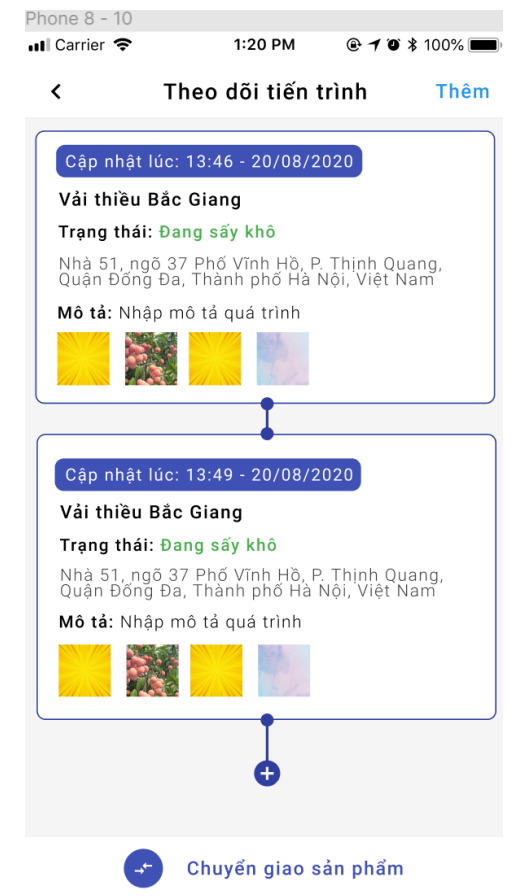 Phone 8 - 10
Carrier 1:20 PM 100%
Theo dõi tiến trình Thêm
Cập nhật lúc: 13:46 - 20/08/2020
Vải thiều Bắc Giang
Trạng thái: Đang sấy khô
Nhà 51, ngõ 37 Phố Vĩnh Hồ, P. Thịnh Quang,
Quận Đống Đa, Thành phố Hà Nội, Việt Nam
Mô tả: Nhập mô tả quá trình
Cập nhật lúc: 13:49 - 20/08/2020
Vải thiều Bắc Giang
Trạng thái: Đang sấy khô
Nhà 51, ngõ 37 Phố Vĩnh Hồ, P. Thịnh Quang,
Quận Đống Đa, Thành phố Hà Nội, Việt Nam
Mô tả: Nhập mô tả quá trình
Chuyển giao sản phẩm